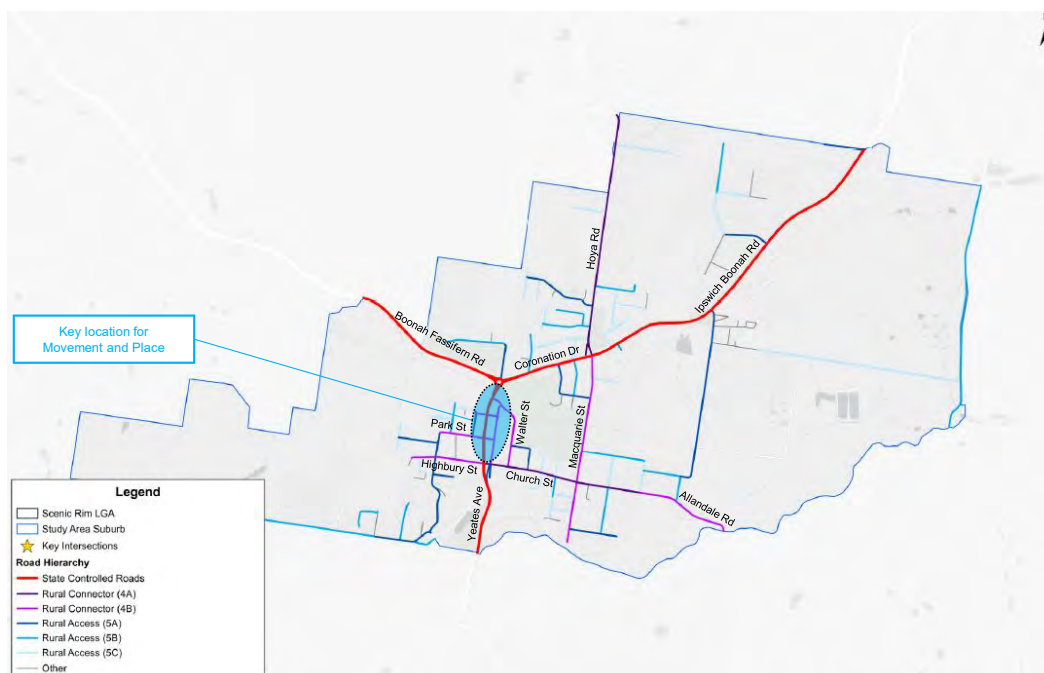 Hoya Rd
Ipswich Boonah Rd
Key location for
Movement and Place
Boonah Fassifern Rd
Coronation Dr
Park St
Walter St
Macquarie St
Highbury St
Church St
Allandale Rd
Yeates Ave
Legend
Scenic Rim LGA
Study Area Suburb
Key Intersections
Road Hierarchy
State Controlled Roads
Rural Connector (4A)
Rural Connector (4B)
Rural Access (5A)
Rural Access (5B)
Rural Access (5C)
Other